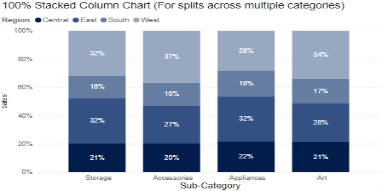 100% Stacked Column Chart (For splits across multiple categories)
Region Central East South West
100%
80%
60%
40%
20%
0%
Sales
32% 37% 28% 34%
16% 16% 18% 17%
32% 27% 32% 28%
21% 20% 22% 21%
Storage Accessories Appliances Art
Sub-Category